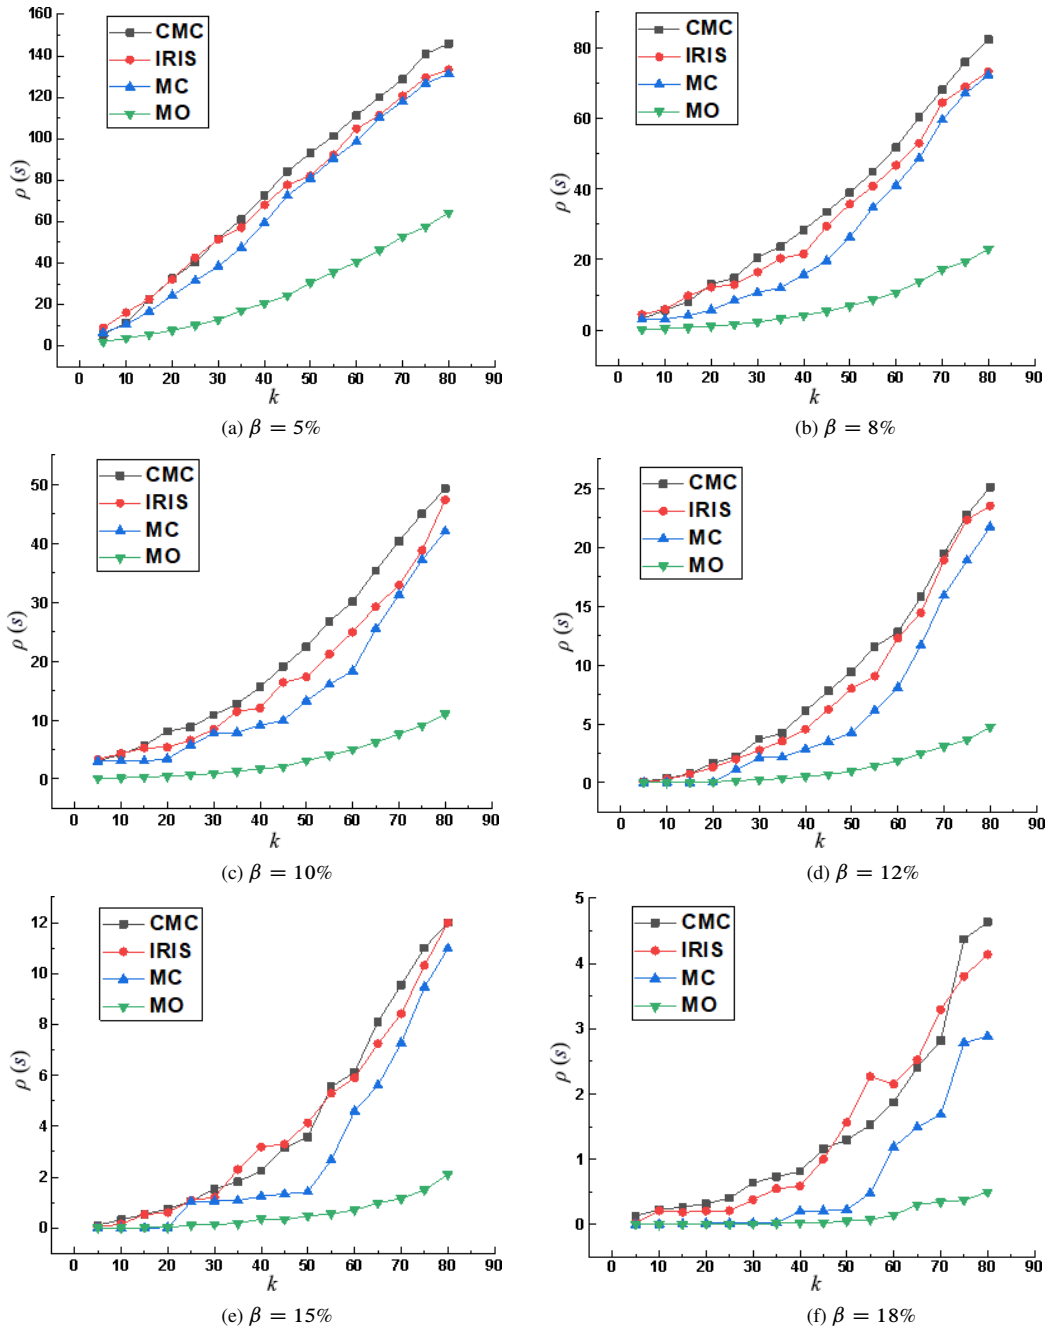 160
140
120
100
80
60
40
20
0
ρ (s)
CMC
IRIS
MC
MO
0 10 20 30 40 50 60 70 80 90
k
(a) β = 5%
80
60
40
20
0
ρ (s)
CMC
IRIS
MC
MO
0 10 20 30 40 50 60 70 80 90
k
(b) β = 8%
50
40
30
20
10
0
ρ (s)
CMC
IRIS
MC
MO
0 10 20 30 40 50 60 70 80 90
k
(c) β = 10%
25
20
15
10
5
0
ρ (s)
CMC
IRIS
MC
MO
0 10 20 30 40 50 60 70 80 90
k
(d) β = 12%
12
10
8
6
4
2
0
ρ (s)
CMC
IRIS
MC
MO
0 10 20 30 40 50 60 70 80 90
k
(e) β = 15%
5
4
3
2
1
0
ρ (s)
CMC
IRIS
MC
MO
0 10 20 30 40 50 60 70 80 90
k
(f) β = 18%